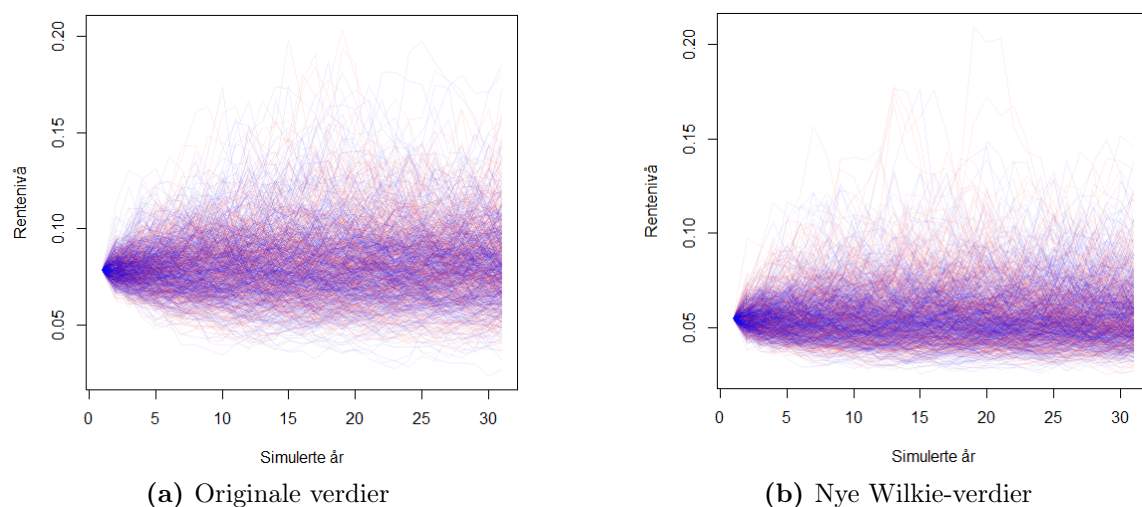 0.20
0.15
0.10
0.05
Rentenivå
0 5 10 15 20 25 30
Simulerte år
(a) Originale verdier
0.20
0.15
0.10
0.05
Rentenivå
0 5 10 15 20 25 30
Simulerte år
(b) Nye Wilkie-verdier